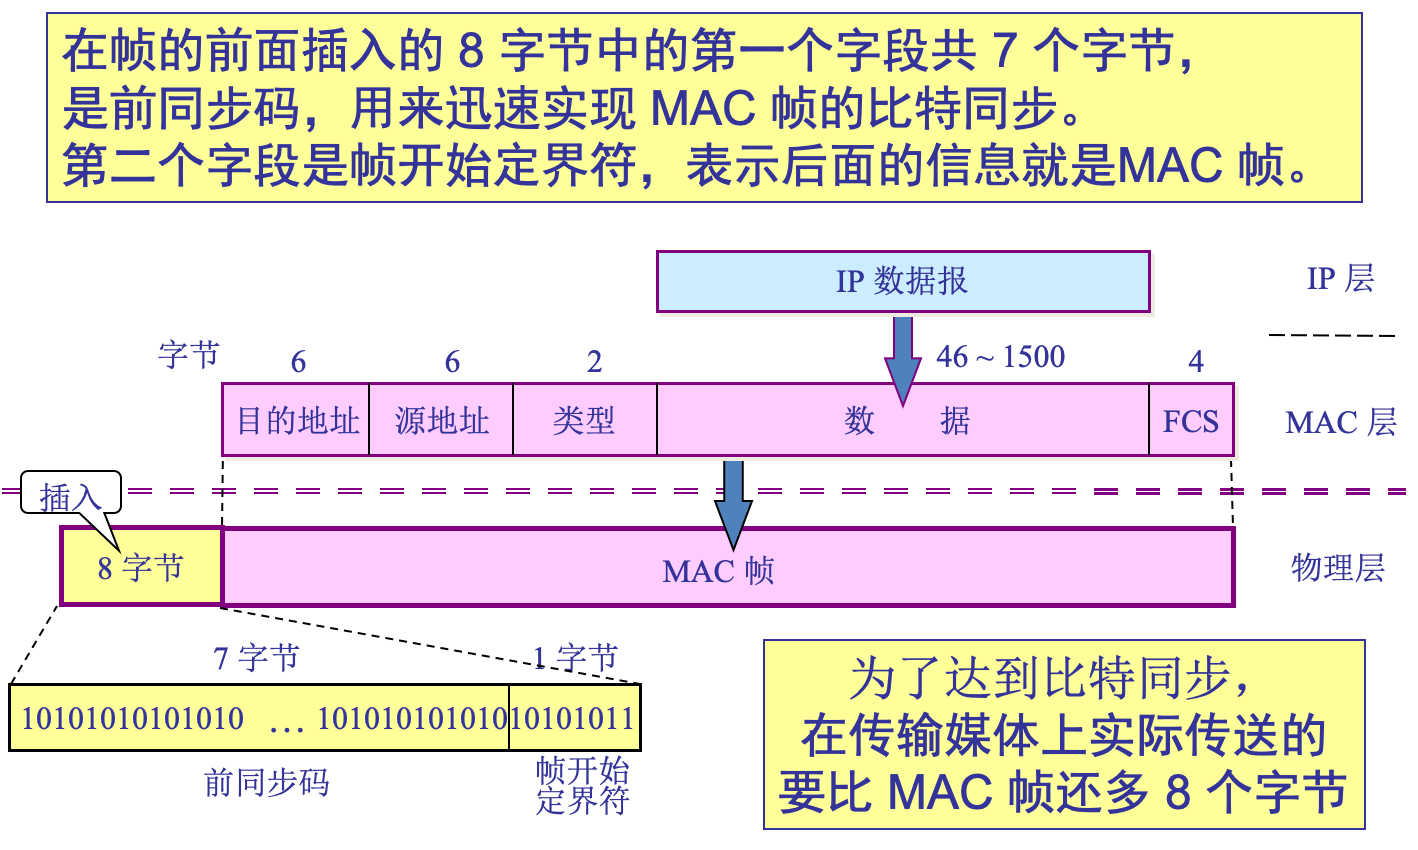 在帧的前面插入的 8 字节中的第一个字段共 7 个字节，
是前同步码，用来迅速实现 MAC 帧的比特同步。
第二个字段是帧开始定界符，表示后面的信息就是MAC 帧。
IP 数据报
IP 层
字节
6
6
2
46 ~ 1500
4
目的地址
源地址
类型
数 据
FCS
MAC 层
插入
8 字节
MAC 帧
物理层
7 字节
1 字节
10101010101010 … 101010101010
10101011
前同步码
帧开始
定界符
为了达到比特同步，
在传输媒体上实际传送的
要比 MAC 帧还多 8 个字节